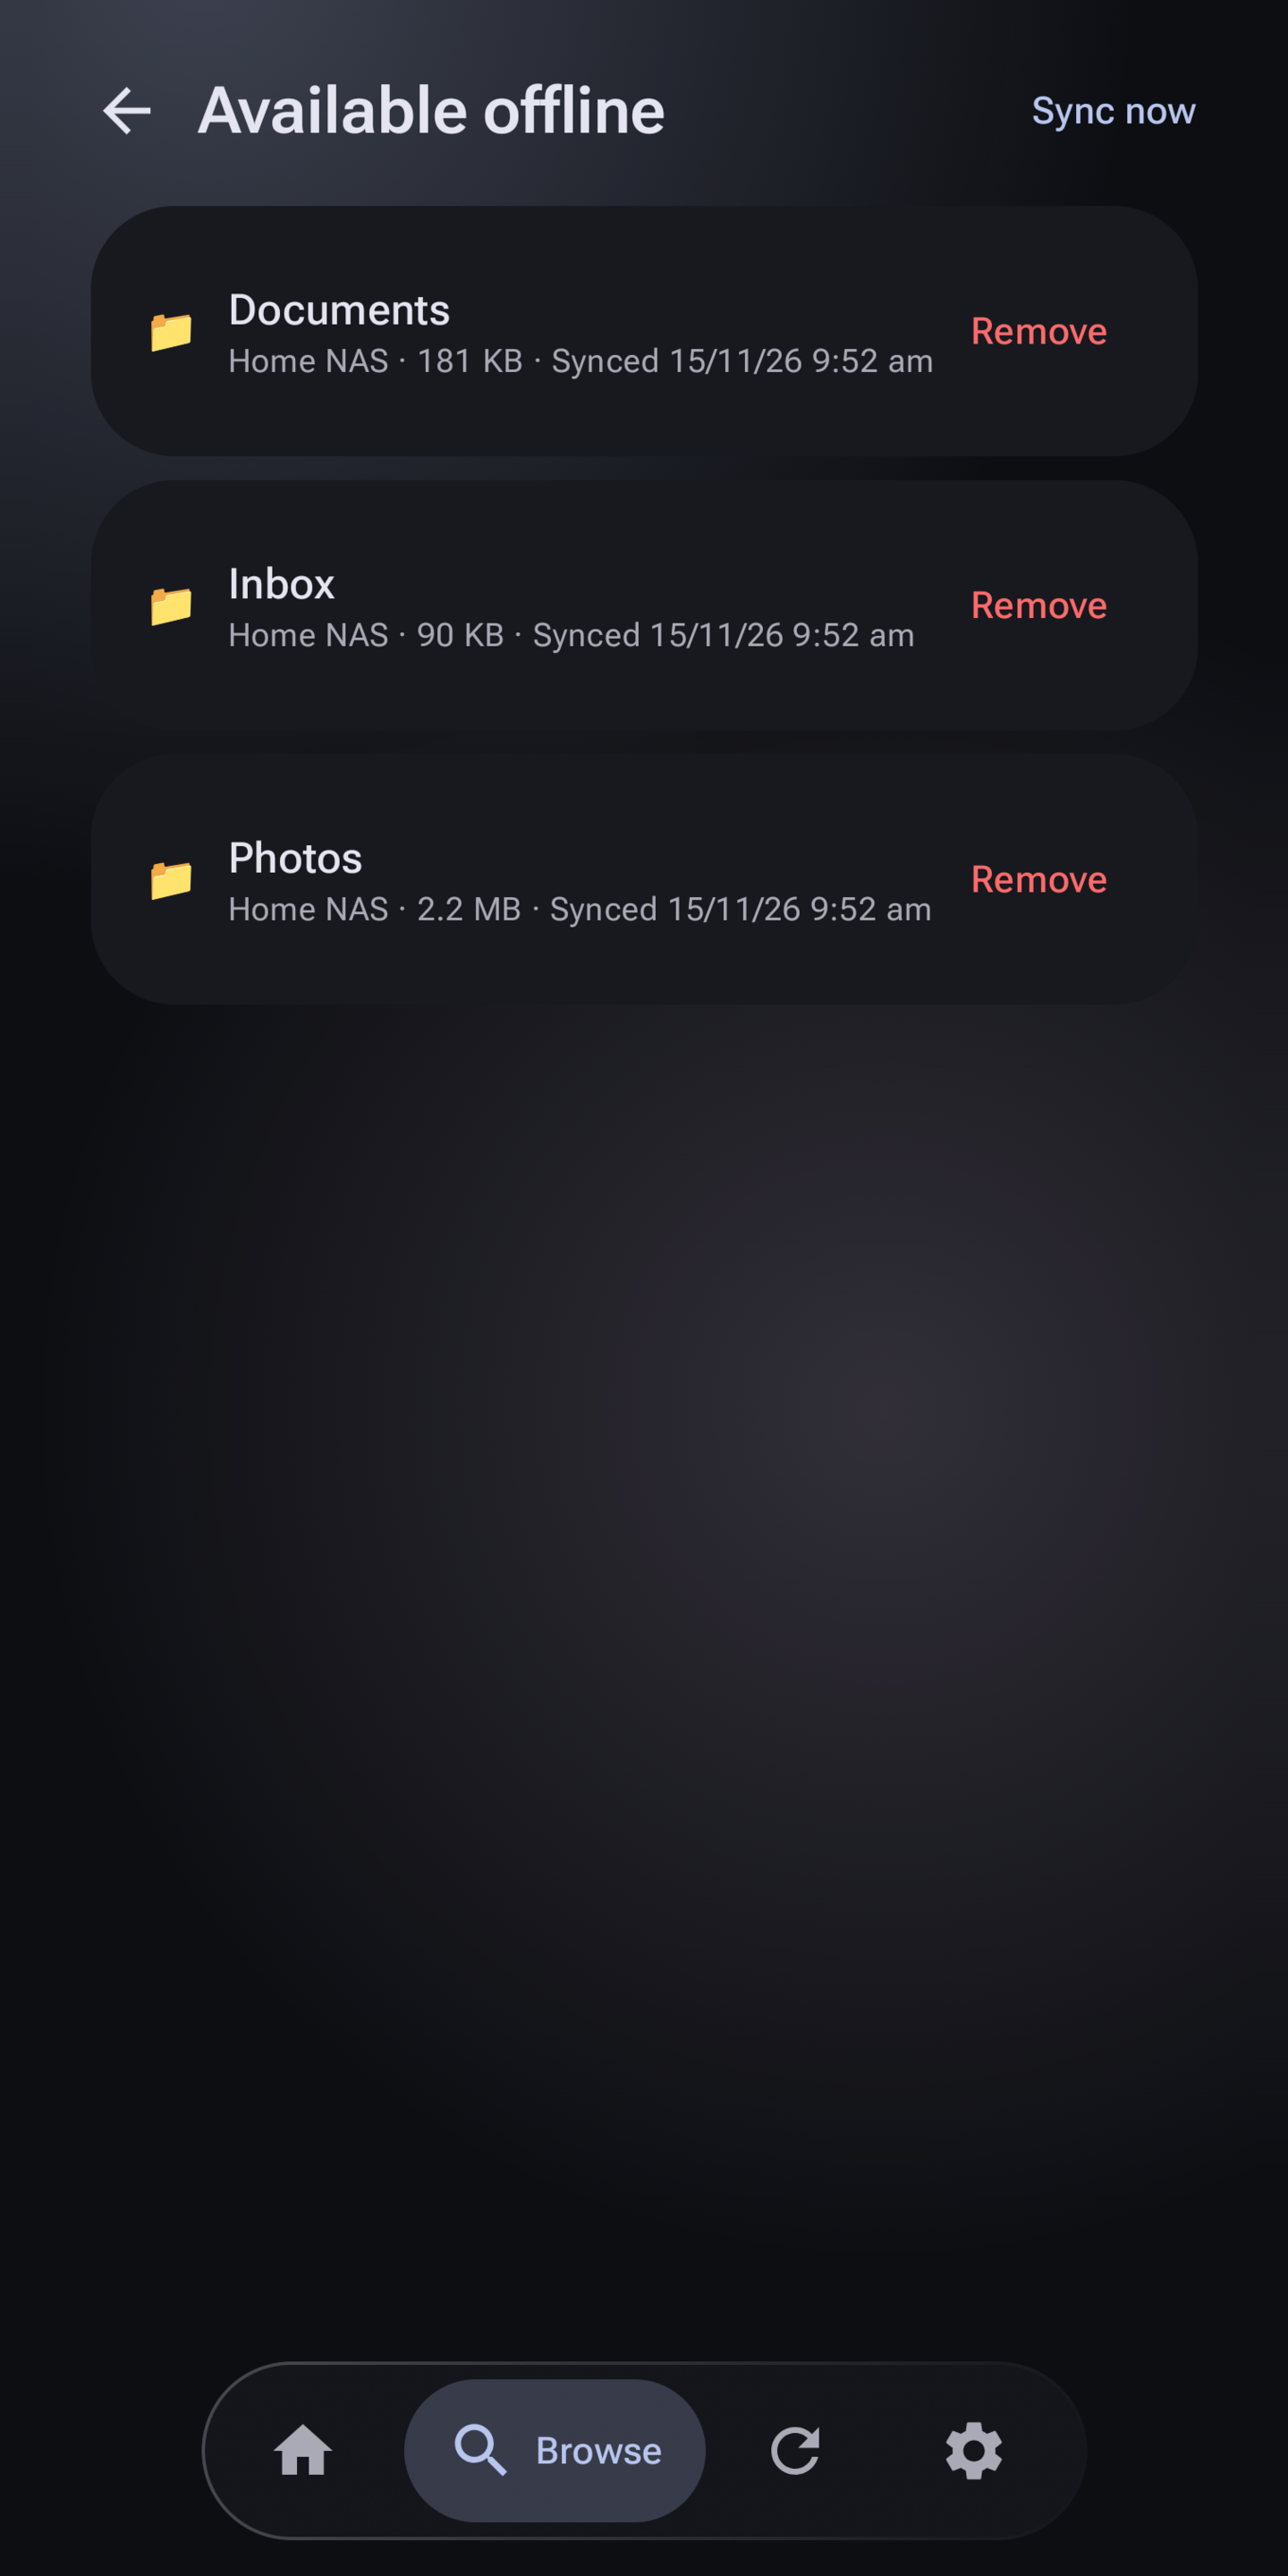 Available offline
Sync now
Documents
Home NAS · 181 KB · Synced 15/11/26 9:52 am
Remove
Inbox
Home NAS · 90 KB · Synced 15/11/26 9:52 am
Remove
Photos
Home NAS · 2.2 MB · Synced 15/11/26 9:52 am
Remove
Browse